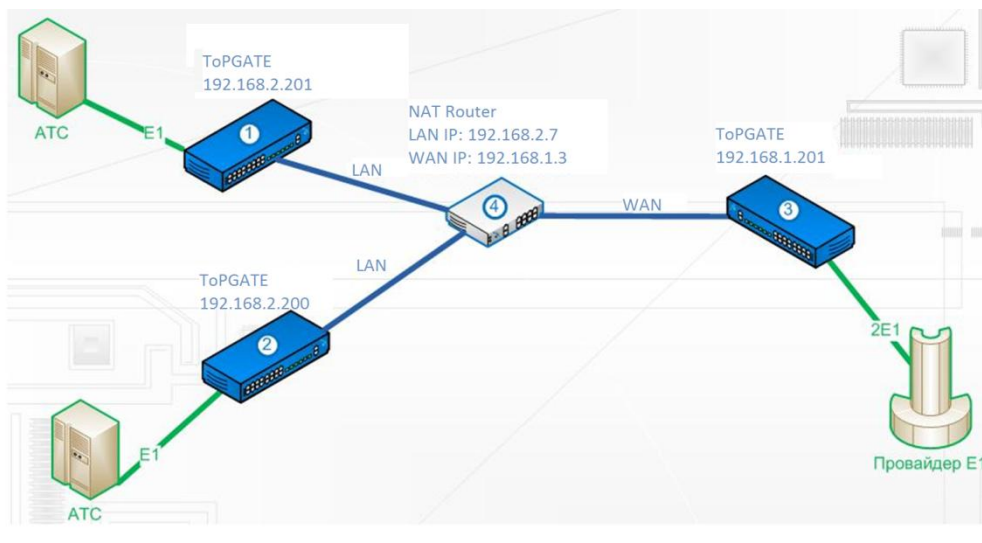 ToPGATE
192.168.2.201
АТС
E1
1
NAT Router
LAN IP: 192.168.2.7
WAN IP: 192.168.1.3
LAN
ToPGATE
192.168.1.201
4
WAN
3
LAN
ToPGATE
192.168.2.200
2
2E1
E1
АТС
Провайдер E1